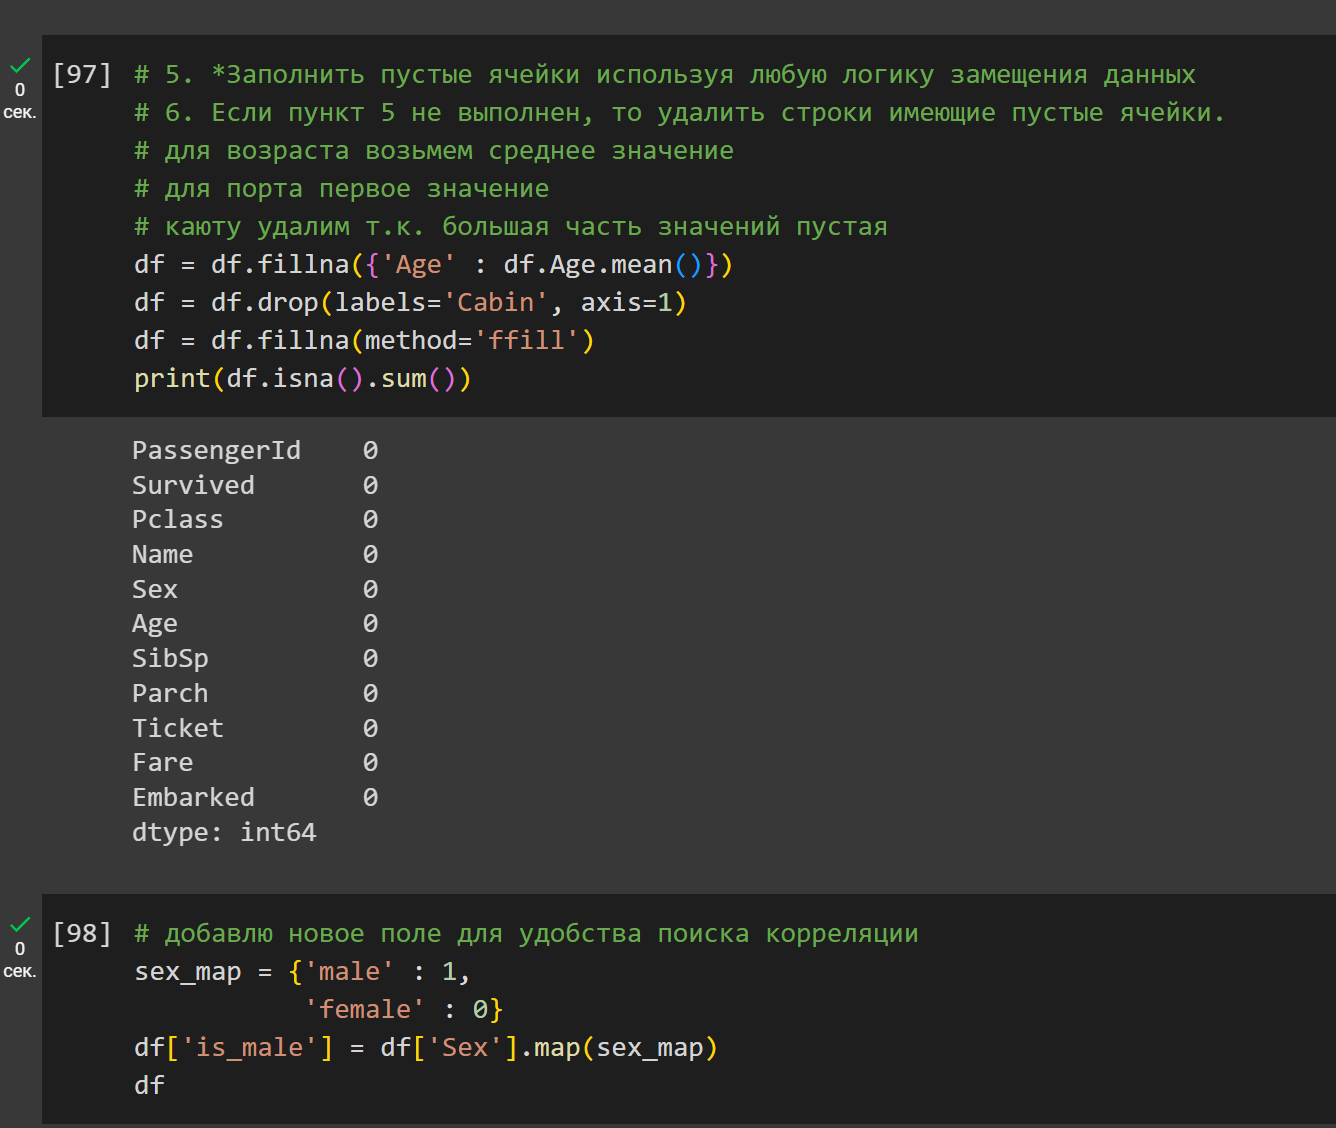 [97] # 5. *Заполнить пустые ячейки используя любую логику замещения данных
0
сек.
# 6. Если пункт 5 не выполнен, то удалить строки имеющие пустые ячейки.
# для возраста возьмем среднее значение
# для порта первое значение
# каюту удалим т.к. большая часть значений пустая
df = df.fillna({'Age' : df.Age.mean()})
df = df.drop(labels='Cabin', axis=1)
df = df.fillna(method='ffill')
print(df.isna().sum())
PassengerId    0
Survived       0
Pclass         0
Name           0
Sex            0
Age            0
SibSp          0
Parch          0
Ticket         0
Fare           0
Embarked       0
dtype: int64
[98] # добавлю новое поле для удобства поиска корреляции
0
сек.
sex_map = {'male' : 1,
           'female' : 0}
df['is_male'] = df['Sex'].map(sex_map)
df